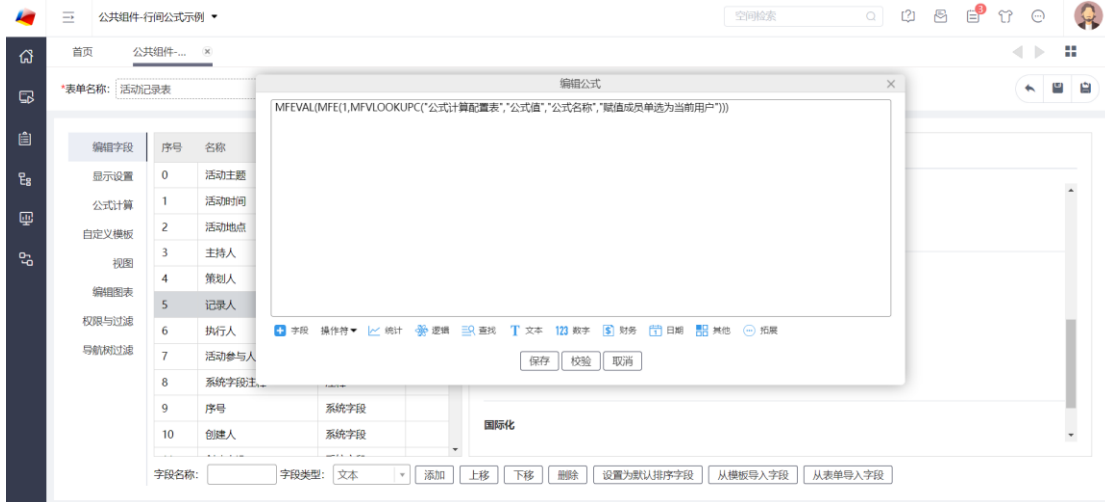 公共组件-行间公式示例
空间检索
3
首页 公共组件-... ×
*表单名称: 活动记录表
编辑公式
MFEVAL(MFE(1,MFVLOOKUPC("公式计算配置表","公式值","公式名称","赋值成员单选为当前用户")))
编辑字段
显示设置
公式计算
自定义模板
视图
编辑图表
权限与过滤
导航树过滤
序号 名称
0 活动主题
1 活动时间
2 活动地点
3 主持人
4 策划人
5 记录人
6 执行人
7 活动参与人
8 系统字段注释
9 序号 系统字段
10 创建人 系统字段
字段 操作符 统计 逻辑 查找 文本 123 数字 财务 日期 其他 拓展
保存 校验 取消
国际化
字段名称: 字段类型: 文本 添加 上移 下移 删除 设置为默认排序字段 从模板导入字段 从表单导入字段